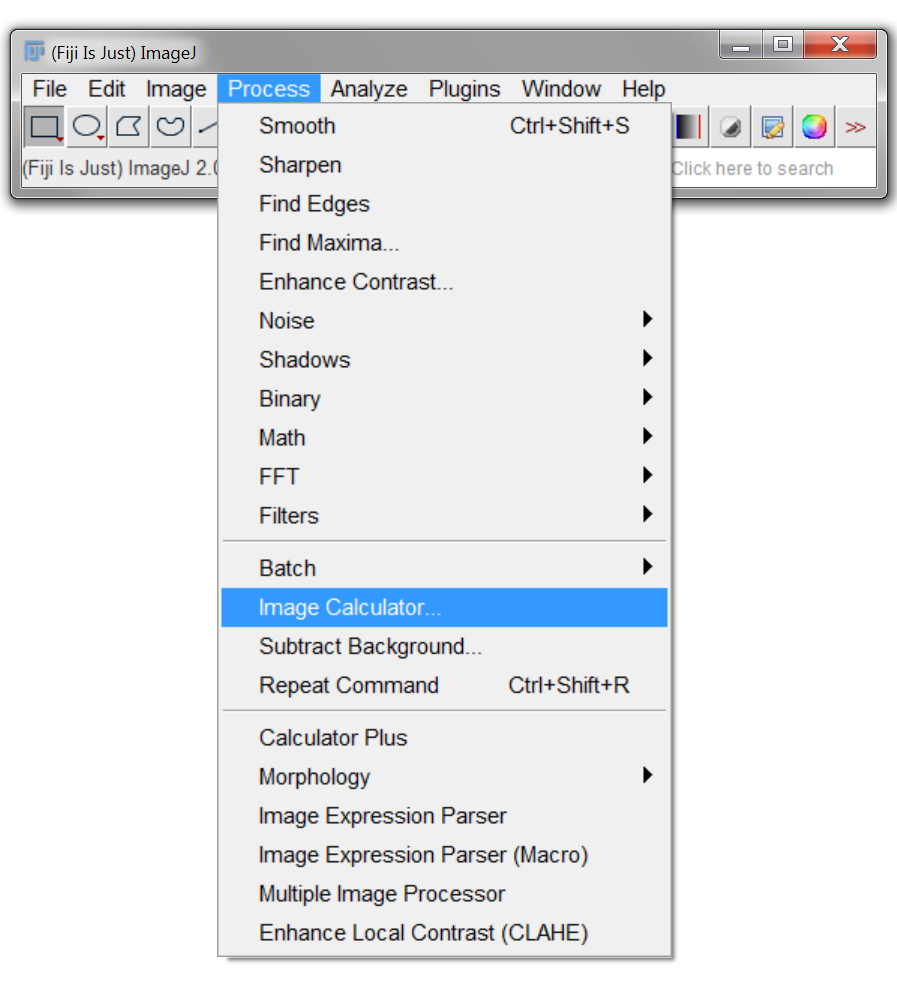 (Fiji Is Just) ImageJ
File Edit Image Process Analyze Plugins Window Help
(Fiji Is Just) ImageJ 2.0
Click here to search
Smooth Ctrl+Shift+S
Sharpen
Find Edges
Find Maxima...
Enhance Contrast...
Noise
Shadows
Binary
Math
FFT
Filters
Batch
Image Calculator...
Subtract Background...
Repeat Command Ctrl+Shift+R
Calculator Plus
Morphology
Image Expression Parser
Image Expression Parser (Macro)
Multiple Image Processor
Enhance Local Contrast (CLAHE)